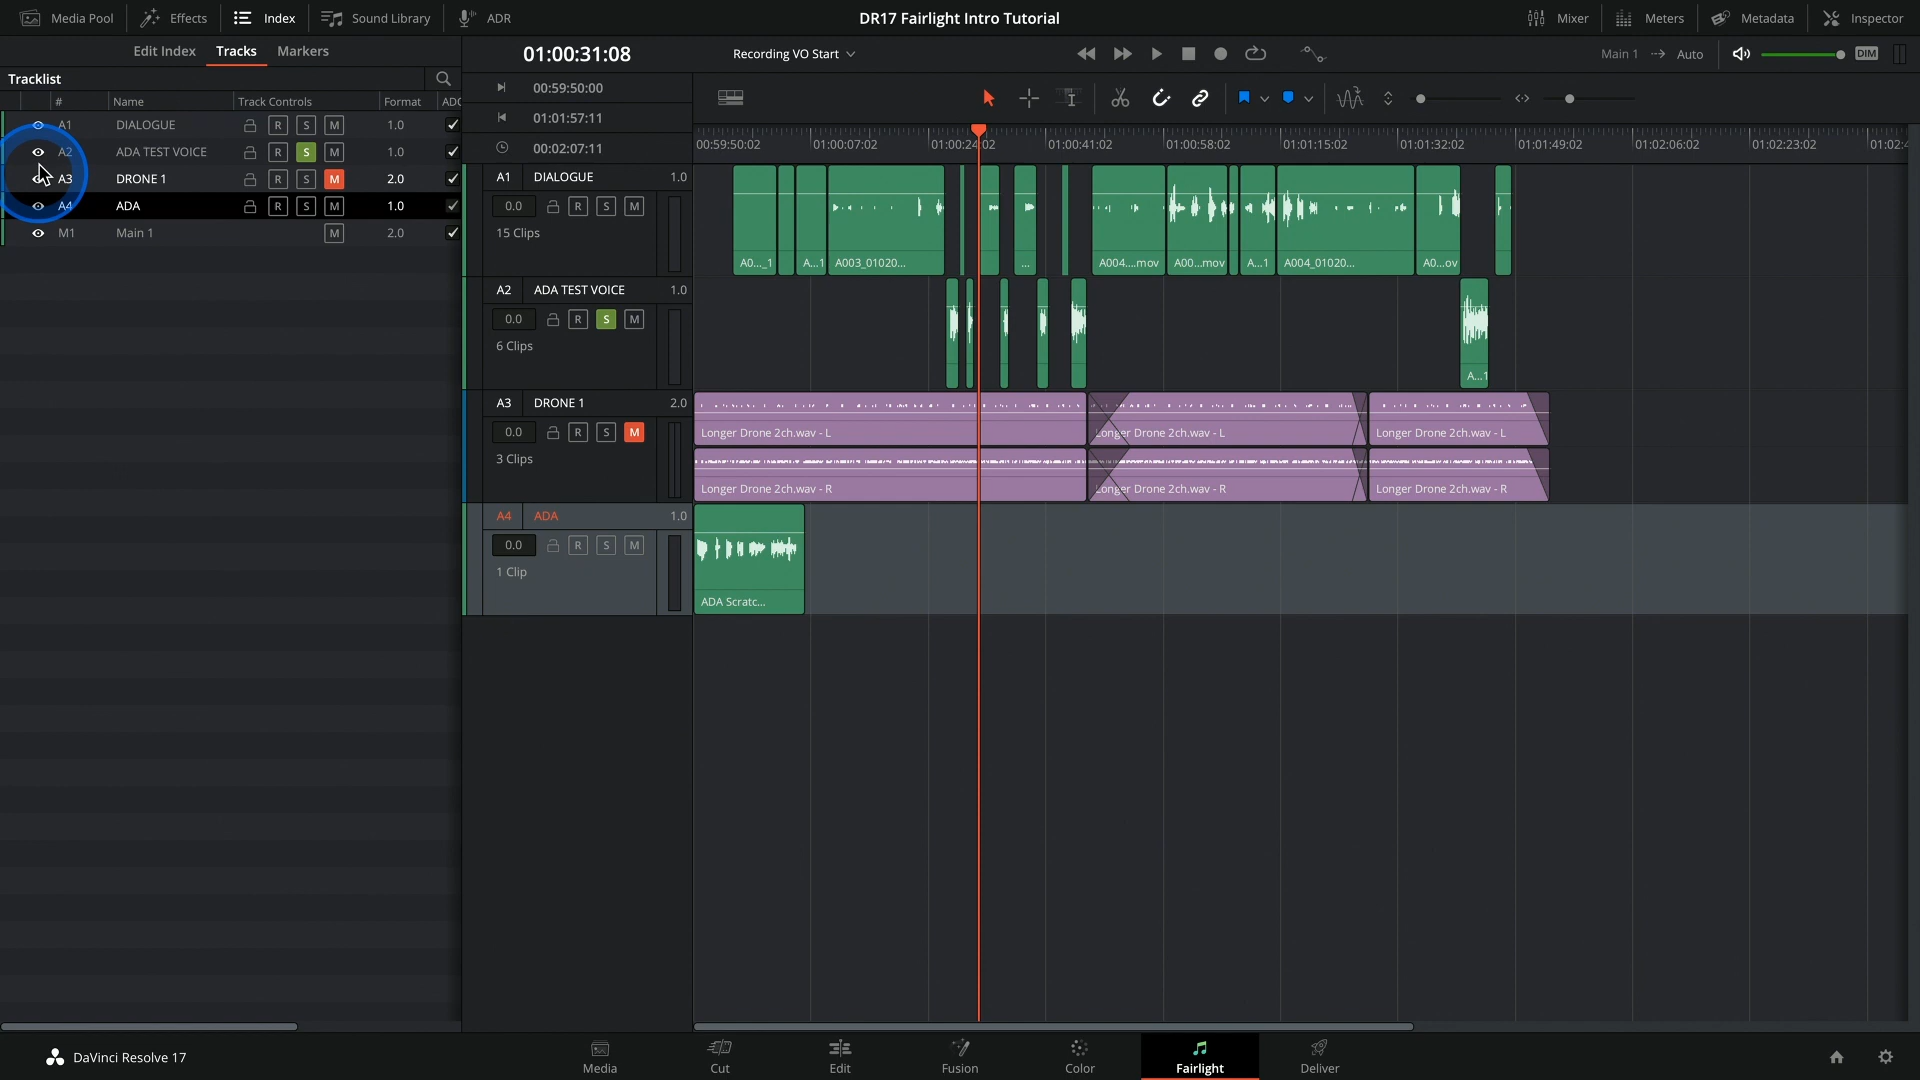 Media Pool Effects Index Sound Library ADR DR17 Fairlight Intro Tutorial Mixer Meters Metadata Inspector
Edit Index Tracks Markers 01:00:31:08 Recording VO Start Main 1 Auto DIM
Tracklist 00:59:50:00
# Name Track Controls Format ADC
01:01:57:11
A1 DIALOGUE R S M 1.0
A2 ADA TEST VOICE R S M 1.0
A3 DRONE 1 R S M 2.0
A4 ADA R S M 1.0
M1 Main 1 M 2.0
00:02:07:11 00:59:50:02 01:00:07:02 01:00:24:02 01:00:41:02 01:00:58:02 01:01:15:02 01:01:32:02 01:01:49:02 01:02:06:02 01:02:23:02 01:02:4
A1 DIALOGUE 1.0
0.0 R S M
15 Clips
A0..._1 A...1 A003_01020... ... A004....mov A00...mov A...1 A004_01020... A0...ov
A2 ADA TEST VOICE 1.0
0.0 R S M
6 Clips
A...1
A3 DRONE 1 2.0
0.0 R S M
Longer Drone 2ch.wav - L Longer Drone 2ch.wav - L Longer Drone 2ch.wav - L
3 Clips
Longer Drone 2ch.wav - R Longer Drone 2ch.wav - R Longer Drone 2ch.wav - R
A4 ADA 1.0
0.0 R S M
1 Clip
ADA Scratc...
DaVinci Resolve 17 Media Cut Edit Fusion Color Fairlight Deliver